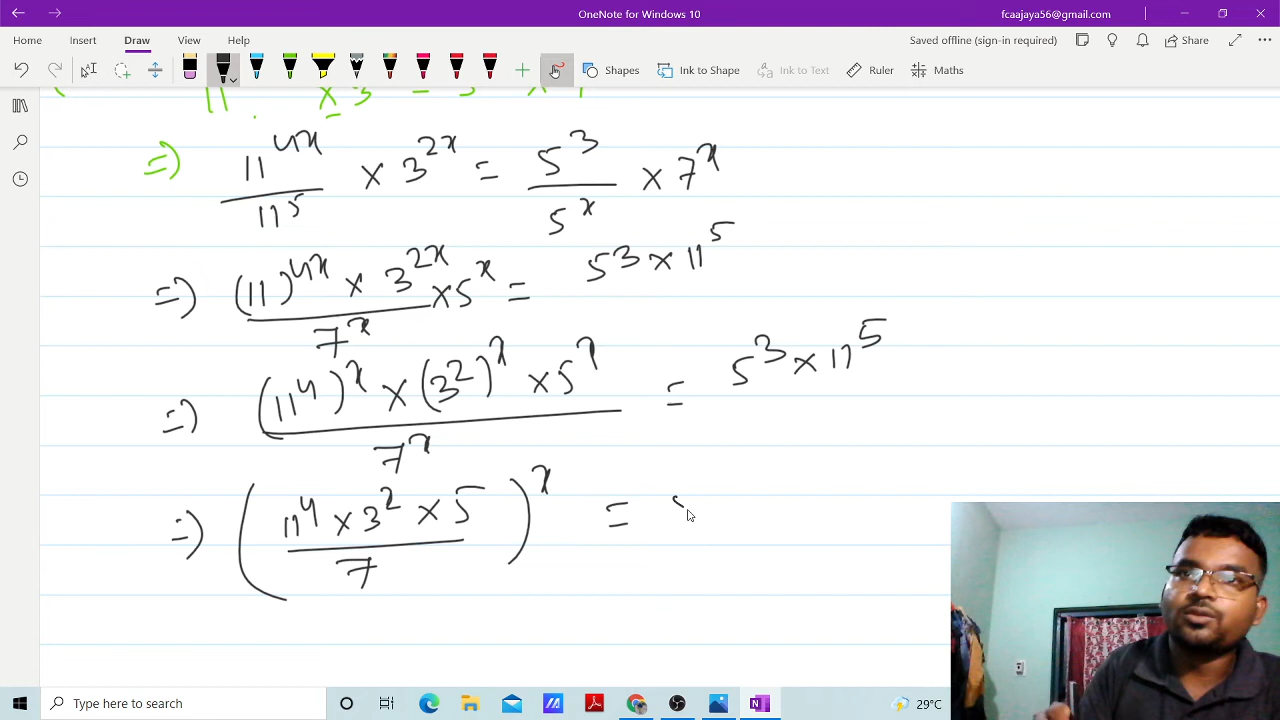 OneNote for Windows 10
fcaajaya56@gmail.com
Home Insert Draw View Help
Saved offline (sign-in required)
Share
Shapes
Ink to Shape
Ink to Text
Ruler
Math
=> 11^4x / 11^5 × 3^2x = 5^3 / 5^x × 7^x
=> (11)^4x × 3^2x × 5^x / 7^x = 5^3 × 11^5
=> (11^4)^x × (3^2)^x × 5^x / 7^x = 5^3 × 11^5
=> (11^4 × 3^2 × 5 / 7)^x =
Type here to search
29°C